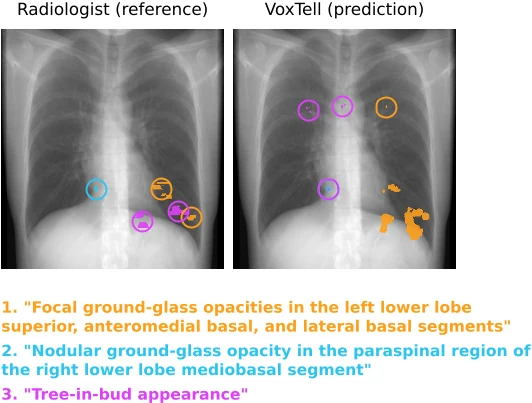 Radiologist (reference)
VoxTell (prediction)
1. "Focal ground-glass opacities in the left lower lobe
superior, anteromedial basal, and lateral basal segments"
2. "Nodular ground-glass opacity in the paraspinal region of
the right lower lobe mediobasal segment"
3. "Tree-in-bud appearance"